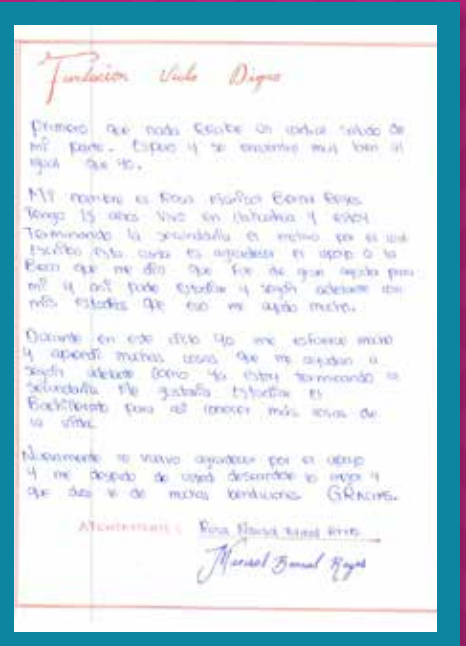 Fundación Vida Digna
Primero que nada Reciba un cordial saludo de
mi parte. Espero y se encuentre muy bien al
igual que yo.
Mi nombre es Rosa Marisol Bernal Reyes
Tengo 15 años Vivo en Chihuahua y estoy
Terminando la secundaria el motivo por el cual
Escribo esta carta es agradecer el apoyo a la
Beca que me dio que fue de gran ayuda para
mi y así pude Estudiar y seguir adelante con
mis estudios que eso me ayudo mucho.
Durante en este ciclo Yo me esforce mucho
y aprendí muchas cosas que me ayudan a
seguir adelante como ya estoy terminando la
secundaria Me gustaría Estudiar el
Bachillerato para así conocer más cosas de
la vida.
Nuevamente le vuelvo agradecer por el apoyo
y me despido de usted deseandole lo mejor y
que dios le de muchas bendiciones GRACIAS.
ATENTAMENTE: Rosa Marisol Bernal Reyes
Marisol Bernal Reyes